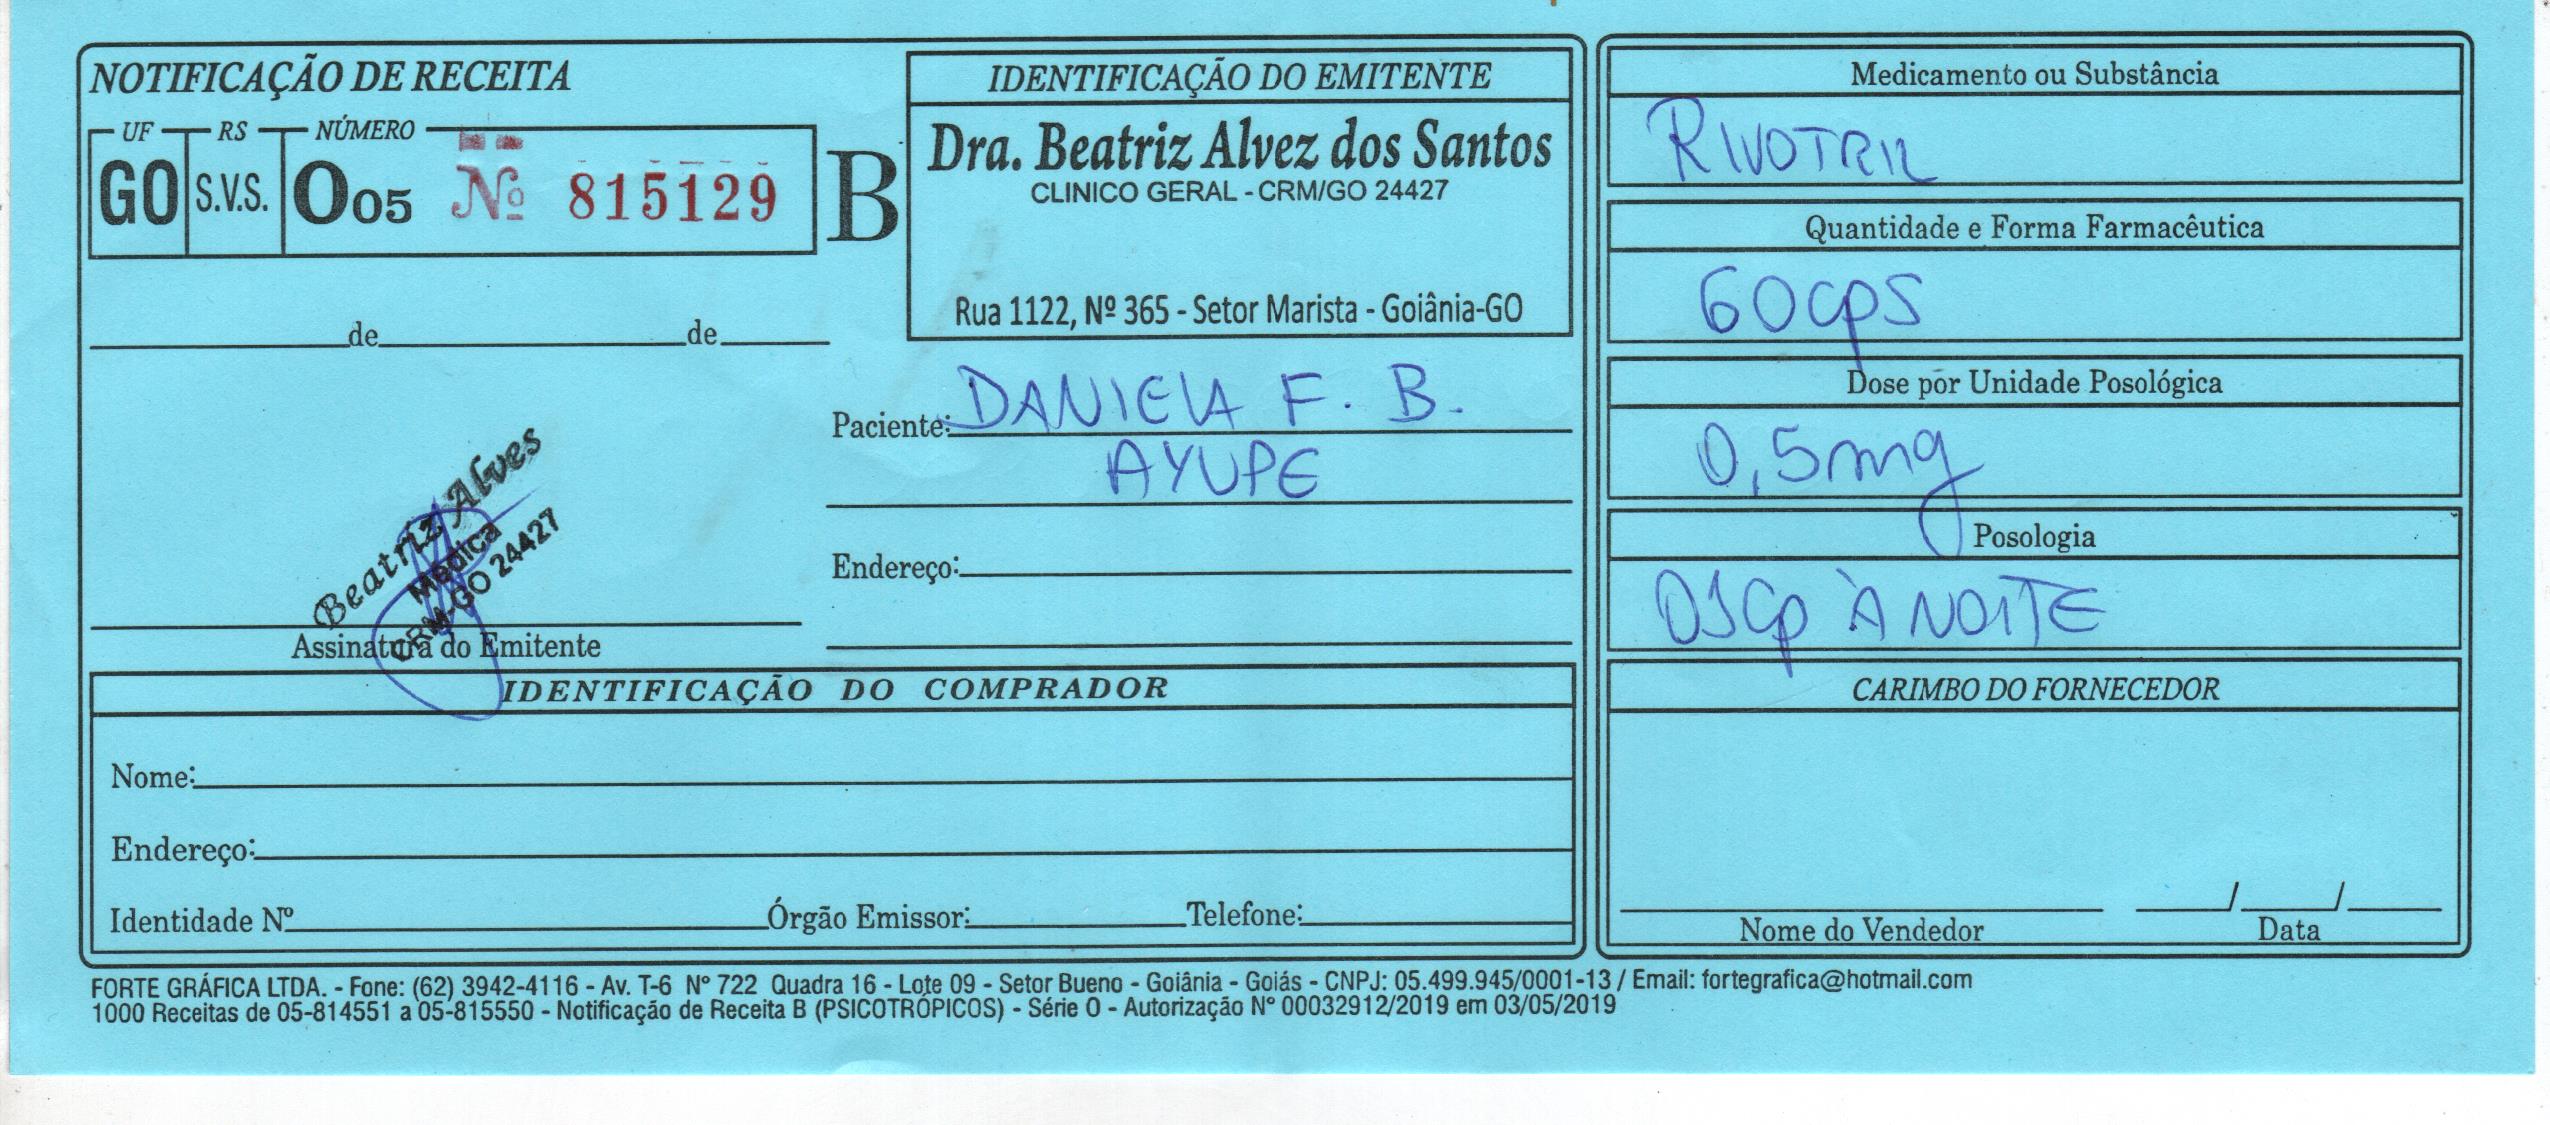 NOTIFICAÇÃO DE RECEITA
UF RS NÚMERO
GO S.V.S. O05 Nº 815129
B
IDENTIFICAÇÃO DO EMITENTE
Dra. Beatriz Alvez dos Santos
CLINICO GERAL - CRM/GO 24427
Rua 1122, Nº 365 - Setor Marista - Goiânia-GO
de de
Paciente: DANIELA F. B.
AYUPE
Endereço:
Beatriz Alves
Médica
CRM-GO 24427
Assinatura do Emitente
IDENTIFICAÇÃO DO COMPRADOR
Nome:
Endereço:
Identidade Nº Órgão Emissor: Telefone:
Medicamento ou Substância
RIVOTRIL
Quantidade e Forma Farmacêutica
60cps
Dose por Unidade Posológica
0,5mg
Posologia
01cp À NOITE
CARIMBO DO FORNECEDOR
/ /
Nome do Vendedor Data
FORTE GRÁFICA LTDA. - Fone: (62) 3942-4116 - Av. T-6 N° 722 Quadra 16 - Lote 09 - Setor Bueno - Goiânia - Goiás - CNPJ: 05.499.945/0001-13 / Email: fortegrafica@hotmail.com
1000 Receitas de 05-814551 a 05-815550 - Notificação de Receita B (PSICOTRÓPICOS) - Série O - Autorização N° 00032912/2019 em 03/05/2019